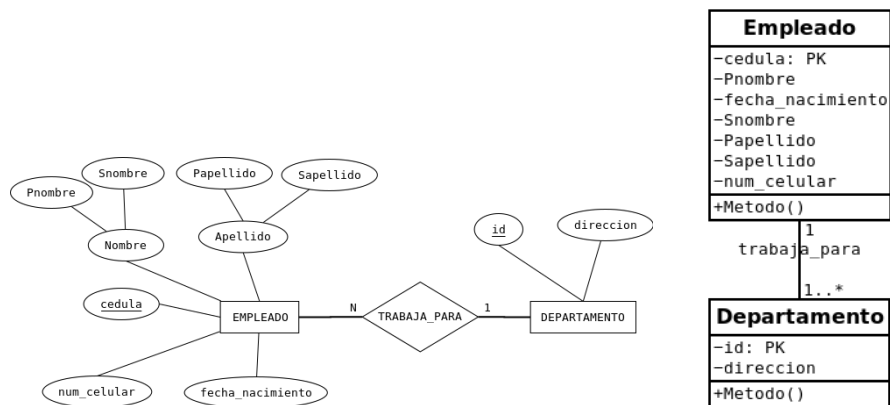 Snombre
Papellido
Sapellido
Pnombre
Nombre
Apellido
cedula
EMPLEADO
N
TRABAJA_PARA
1
DEPARTAMENTO
id
direccion
num_celular
fecha_nacimiento
Empleado
-cedula: PK
-Pnombre
-fecha_nacimiento
-Snombre
-Papellido
-Sapellido
-num_celular
+Metodo()
1
trabaja_para
1..*
Departamento
-id: PK
-direccion
+Metodo()